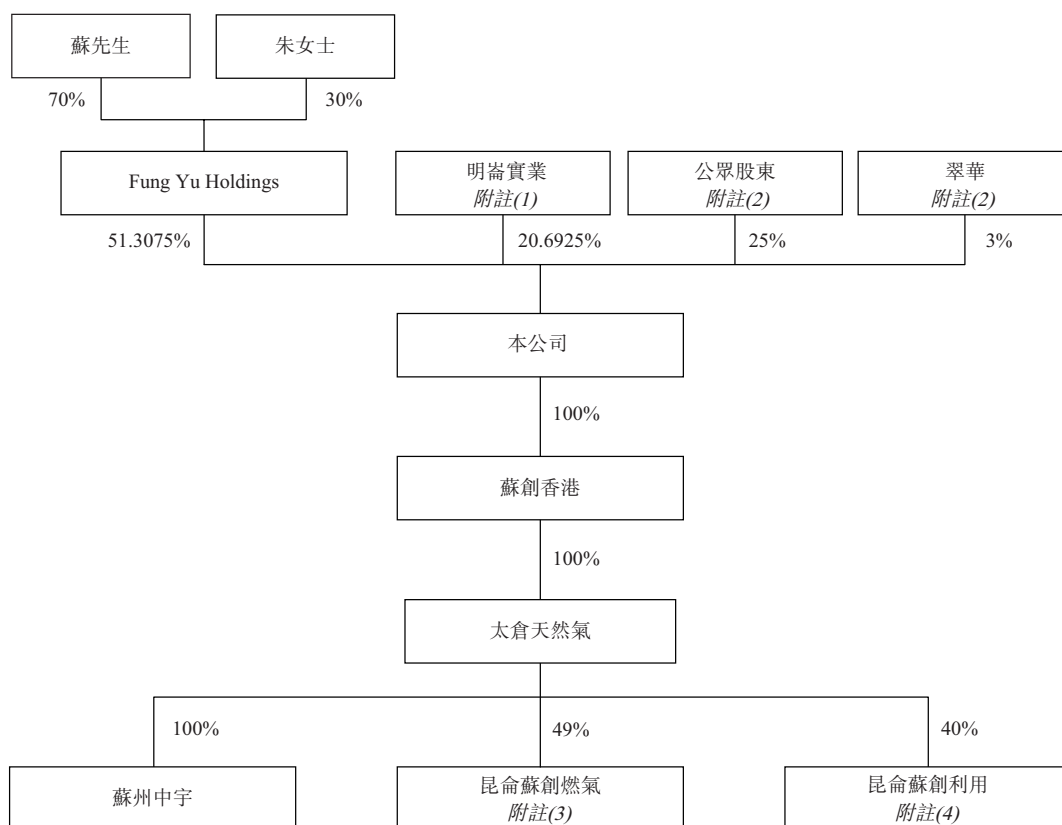 蘇先生
朱女士
70%
30%
Fung Yu Holdings
明崙實業
附註(1)
公眾股東
附註(2)
翠華
附註(2)
51.3075%
20.6925%
25%
3%
本公司
100%
蘇創香港
100%
太倉天然氣
100%
49%
40%
蘇州中宇
昆侖蘇創燃氣
附註(3)
昆侖蘇創利用
附註(4)